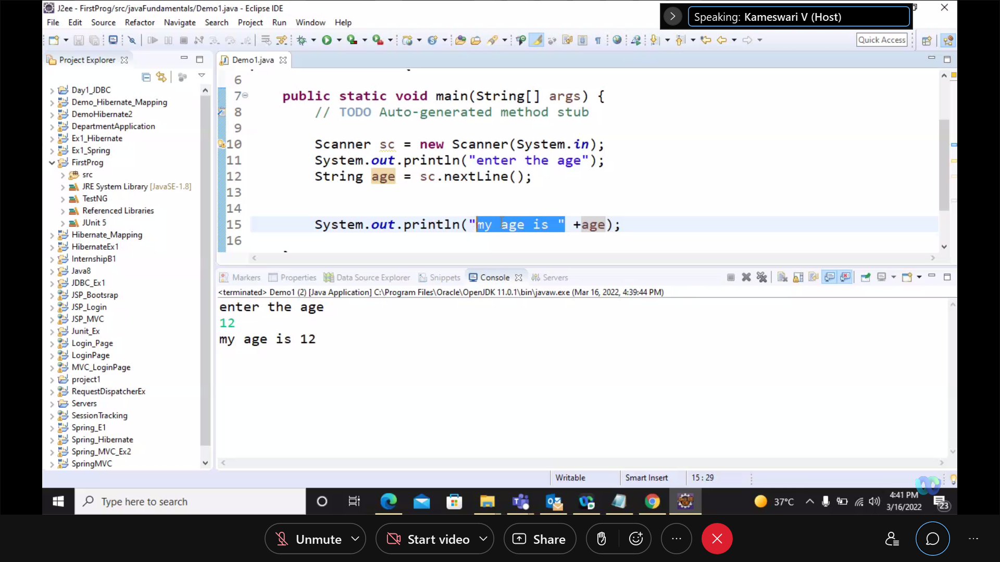 J2ee - FirstProg/src/javaFundamentals/Demo1.java - Eclipse IDE
Speaking: Kameswari V (Host)
File Edit Source Refactor Navigate Search Project Run Window Help
Quick Access
Project Explorer
Demo1.java
Day1_JDBC
Demo_Hibernate_Mapping
DemoHibernate2
DepartmentApplication
Ex1_Hibernate
Ex1_Spring
FirstProg
src
JRE System Library [JavaSE-1.8]
TestNG
Referenced Libraries
JUnit 5
Hibernate_Mapping
HibernateEx1
InternshipB1
Java8
JDBC_Ex1
JSP_Bootsrap
JSP_Login
JSP_MVC
Junit_Ex
Login_Page
LoginPage
MVC_LoginPage
project1
RequestDispatcherEx
Servers
SessionTracking
Spring_E1
Spring_Hibernate
Spring_MVC_Ex2
SpringMVC
6
7 public static void main(String[] args) {
8 // TODO Auto-generated method stub
9
10 Scanner sc = new Scanner(System.in);
11 System.out.println("enter the age");
12 String age = sc.nextLine();
13
14
15 System.out.println("my age is " +age);
16
Markers Properties Data Source Explorer Snippets Console Servers
<terminated> Demo1 (2) [Java Application] C:\Program Files\Oracle\OpenJDK 11.0.1\bin\javaw.exe (Mar 16, 2022, 4:39:44 PM)
enter the age
12
my age is 12
Writable Smart Insert 15 : 29
Type here to search
37°C
4:41 PM
3/16/2022
23
Unmute Start video Share